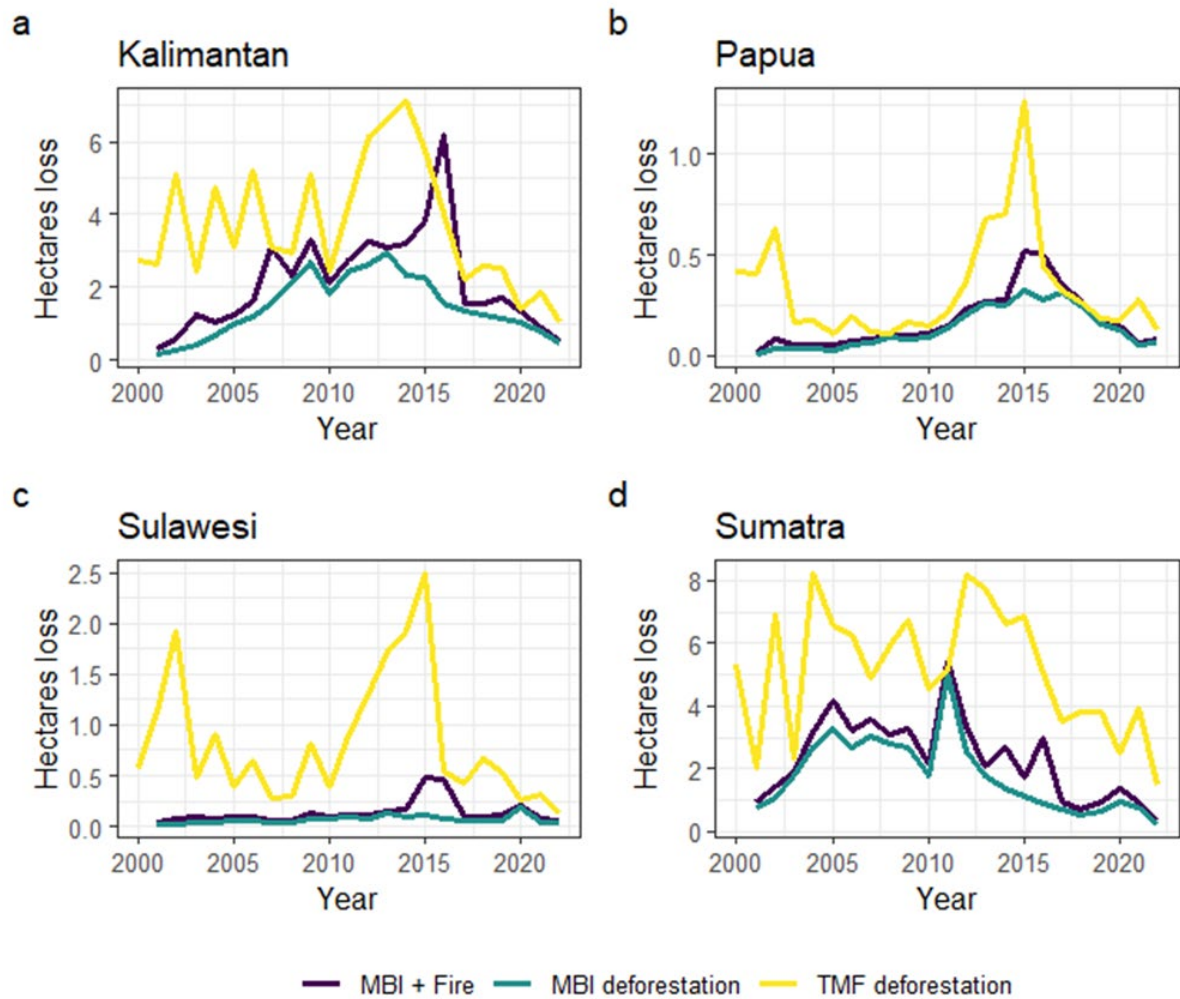 a
Kalimantan
Hectares loss
6
4
2
0
2000 2005 2010 2015 2020
Year
b
Papua
Hectares loss
1.0
0.5
0.0
2000 2005 2010 2015 2020
Year
c
Sulawesi
Hectares loss
2.5
2.0
1.5
1.0
0.5
0.0
2000 2005 2010 2015 2020
Year
d
Sumatra
Hectares loss
8
6
4
2
0
2000 2005 2010 2015 2020
Year
MBI + Fire MBI deforestation TMF deforestation